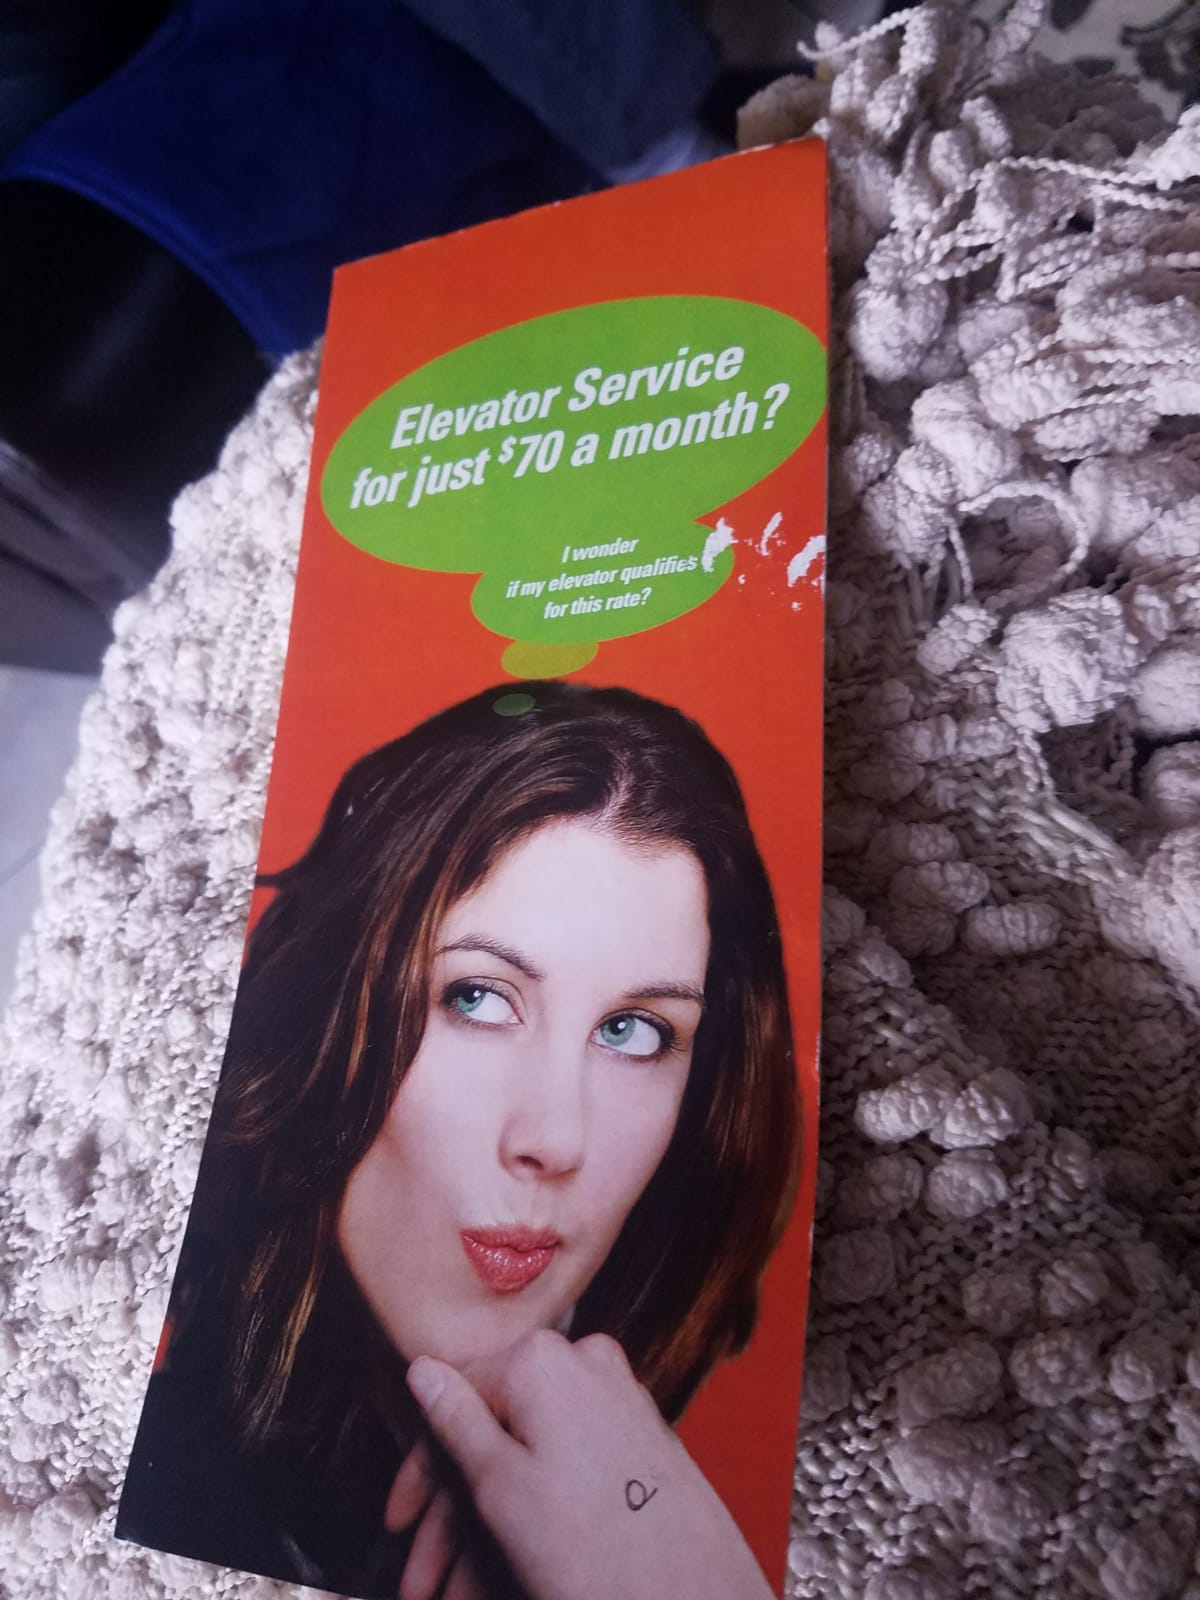 Elevator Service
for just $70 a month?
I wonder
if my elevator qualifies
for this rate?